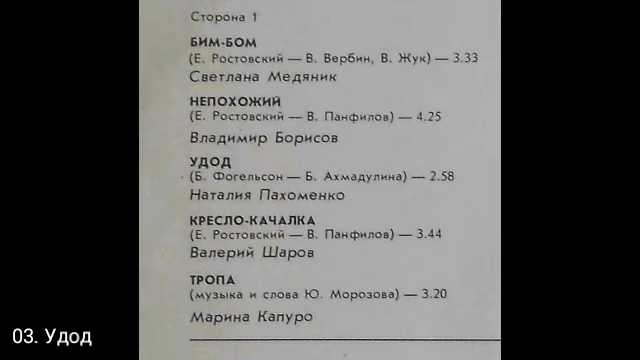 Сторона 1
БИМ-БОМ
(Е. Ростовский — В. Вербин, В. Жук) — 3.33
Светлана Медяник
НЕПОХОЖИЙ
(Е. Ростовский — В. Панфилов) — 4.25
Владимир Борисов
УДОД
(Б. Фогельсон — Б. Ахмадулина) — 2.58
Наталия Пахоменко
КРЕСЛО-КАЧАЛКА
(Е. Ростовский — В. Панфилов) — 3.44
Валерий Шаров
ТРОПА
(музыка и слова Ю. Морозова) — 3.20
Марина Капуро
03. Удод